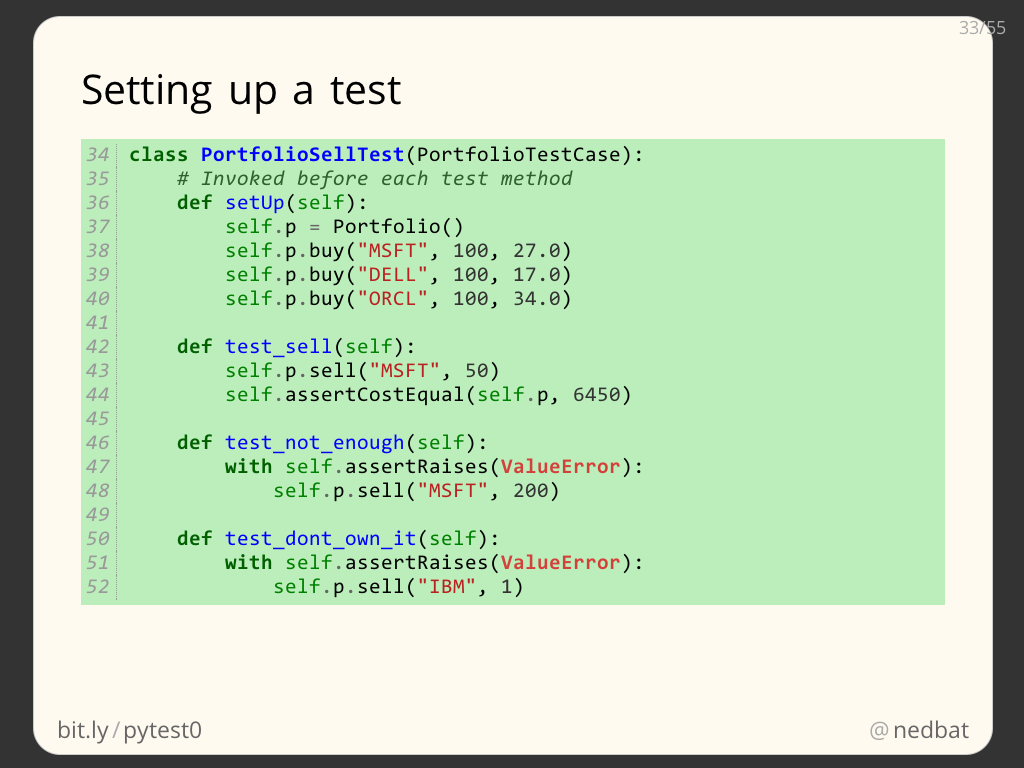 33/55
Setting up a test
34 class PortfolioSellTest(PortfolioTestCase):
35     # Invoked before each test method
36     def setUp(self):
37         self.p = Portfolio()
38         self.p.buy("MSFT", 100, 27.0)
39         self.p.buy("DELL", 100, 17.0)
40         self.p.buy("ORCL", 100, 34.0)
41
42     def test_sell(self):
43         self.p.sell("MSFT", 50)
44         self.assertCostEqual(self.p, 6450)
45
46     def test_not_enough(self):
47         with self.assertRaises(ValueError):
48             self.p.sell("MSFT", 200)
49
50     def test_dont_own_it(self):
51         with self.assertRaises(ValueError):
52             self.p.sell("IBM", 1)
bit.ly/pytest0
@nedbat